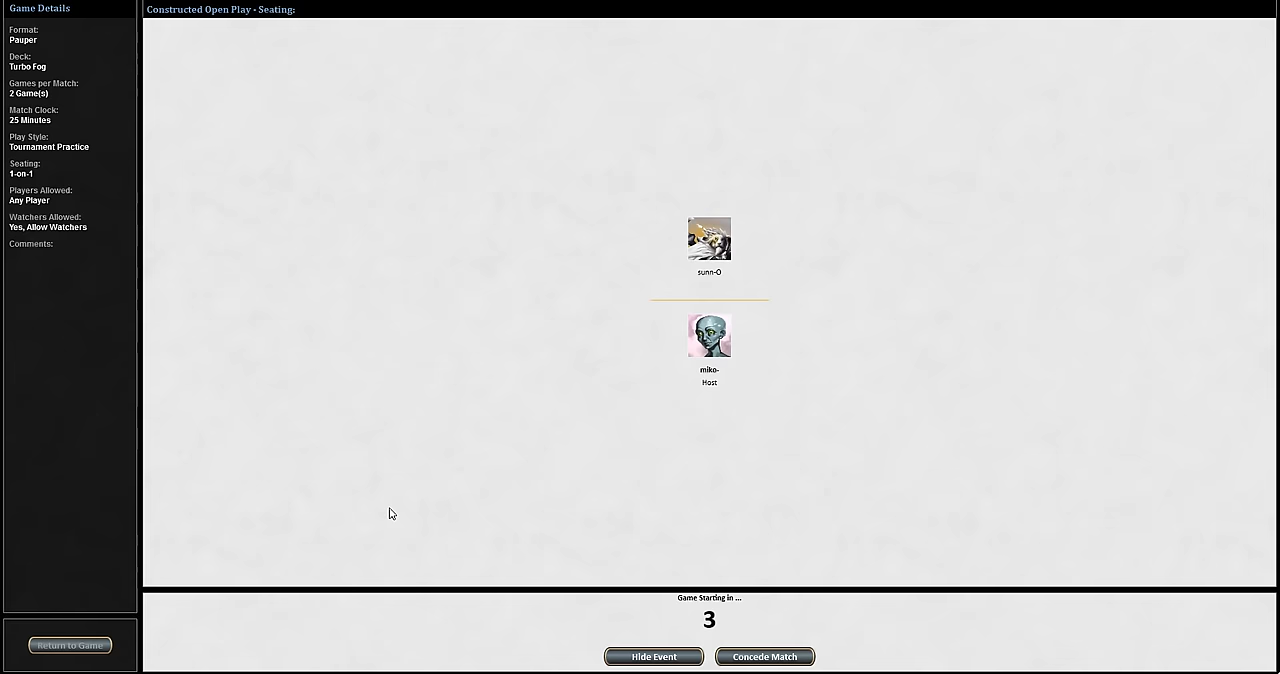 Game Details
Format:
Pauper
Deck:
Turbo Fog
Games per Match:
2 Game(s)
Match Clock:
25 Minutes
Play Style:
Tournament Practice
Seating:
1-on-1
Players Allowed:
Any Player
Watchers Allowed:
Yes, Allow Watchers
Comments:
Return to Game
Constructed Open Play - Seating:
sunn-O
miko-
Host
Game Starting in ...
3
Hide Event
Concede Match